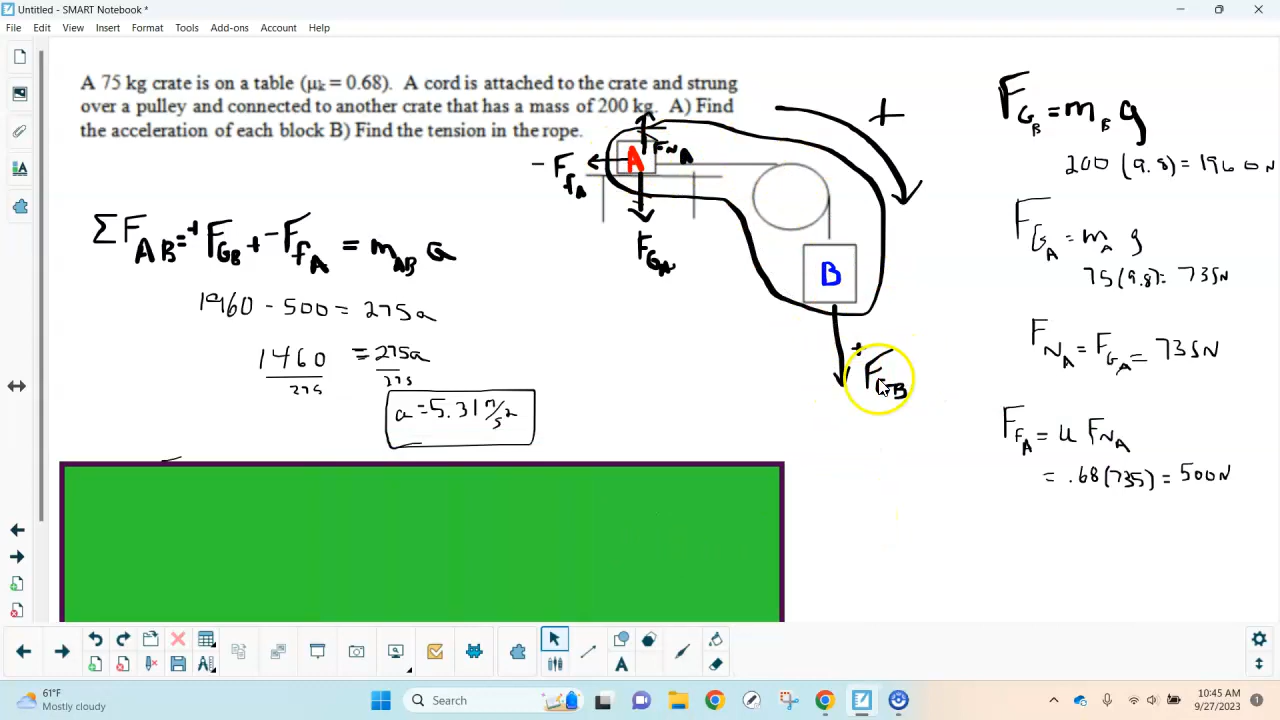 Untitled - SMART Notebook *
File Edit View Insert Format Tools Add-ons Account Help
A 75 kg crate is on a table (μk = 0.68). A cord is attached to the crate and strung
over a pulley and connected to another crate that has a mass of 200 kg. A) Find
the acceleration of each block B) Find the tension in the rope.
+
A
FNA
- FfA
FGA
B
+ FGB
ΣFAB = +FGB + -FfA = mAB a
1960 - 500 = 275a
1460 = 275a
275 275
a = 5.31 m/s2
FGB = mB g
200 (9.8) = 1960 N
FGA = mA g
75(9.8) = 735N
FNA = FGA = 735N
FfA = u FNA
= .68(735) = 500N
61°F
Mostly cloudy
Search
10:45 AM
9/27/2023